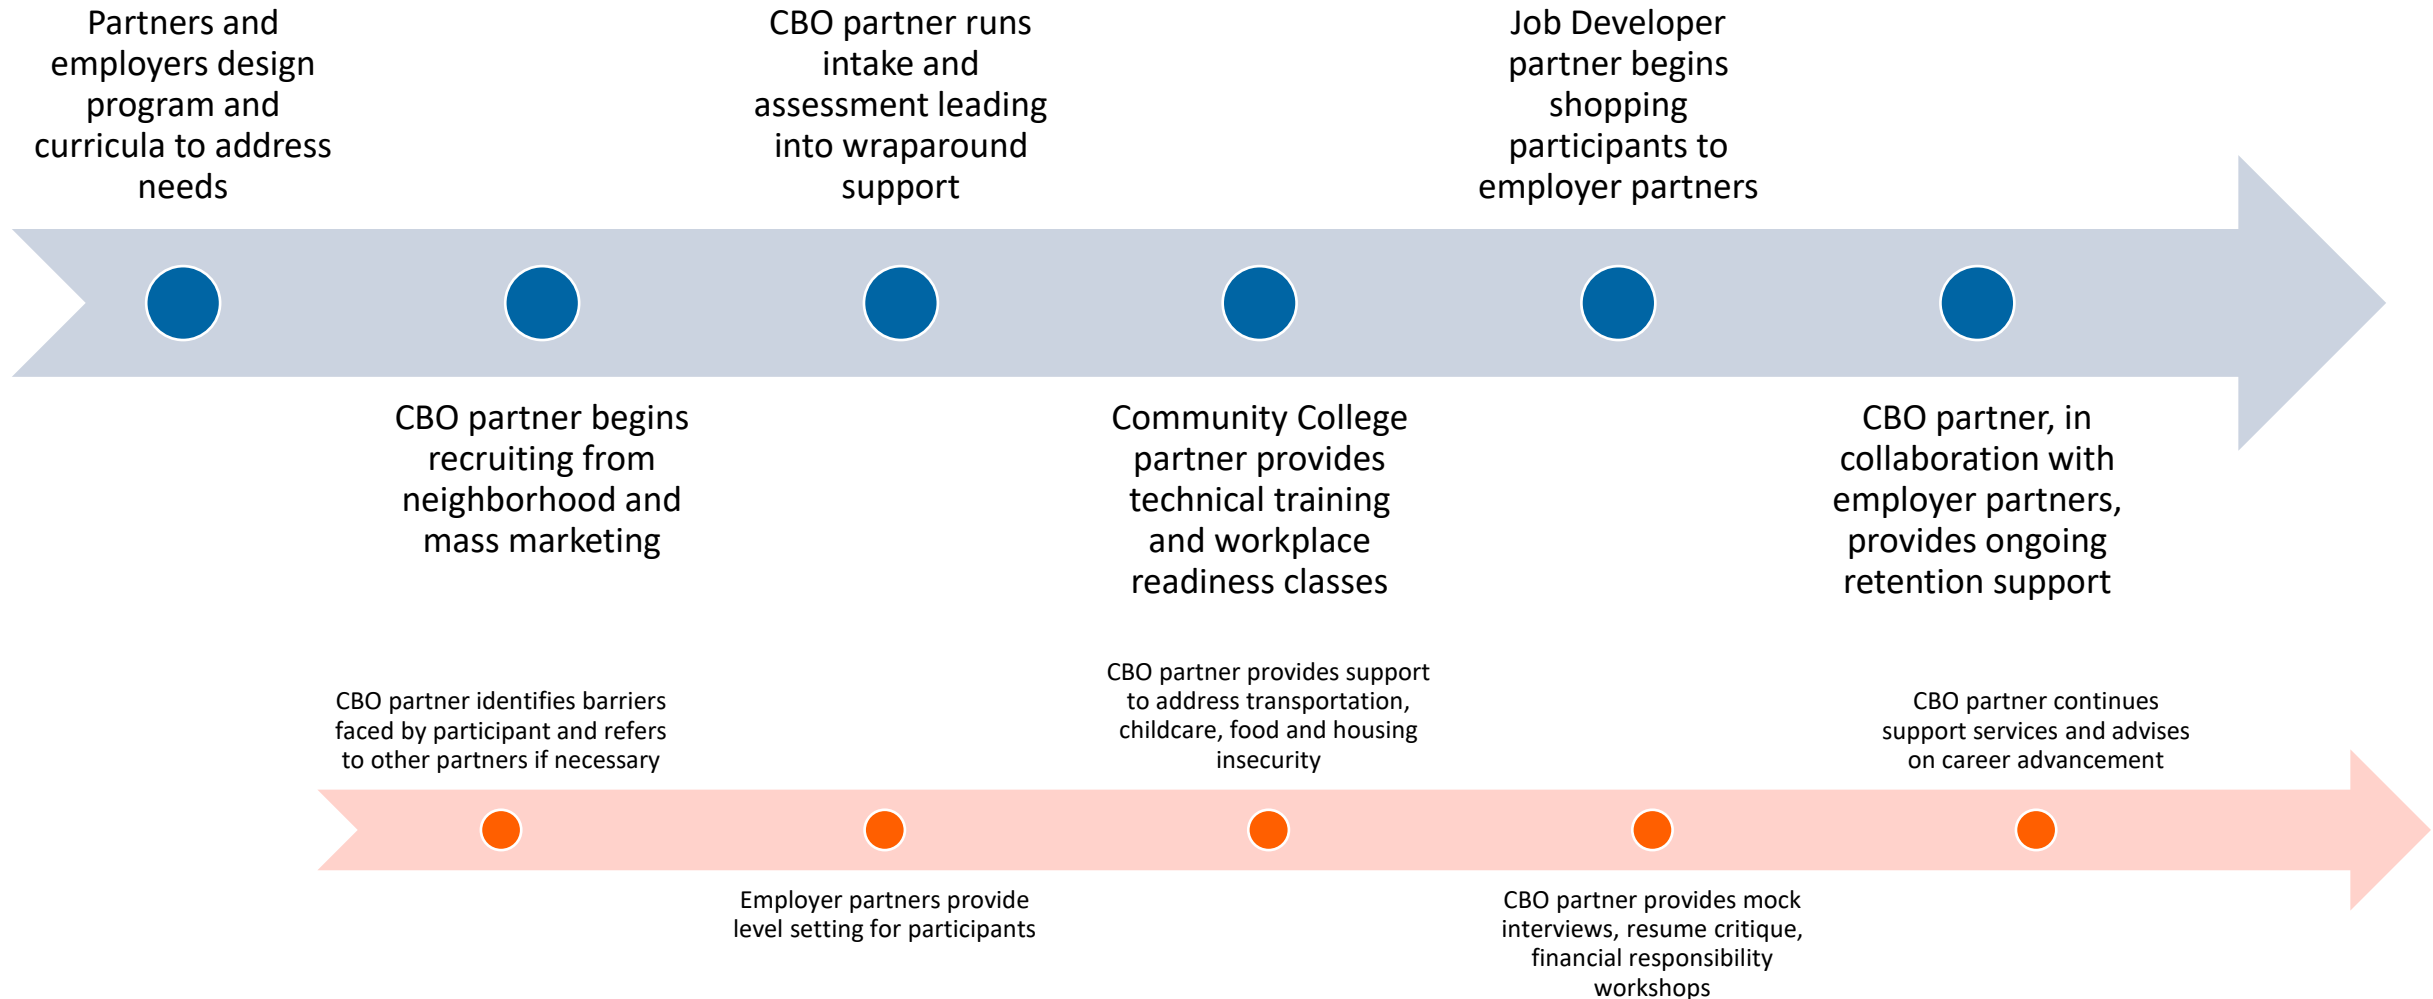 Partners and
employers design
program and
curricula to address
needs
CBO partner runs
intake and
assessment leading
into wraparound
support
Job Developer
partner begins
shopping
participants to
employer partners
CBO partner begins
recruiting from
neighborhood and
mass marketing
Community College
partner provides
technical training
and workplace
readiness classes
CBO partner, in
collaboration with
employer partners,
provides ongoing
retention support
CBO partner identifies barriers
faced by participant and refers
to other partners if necessary
CBO partner provides support
to address transportation,
childcare, food and housing
insecurity
CBO partner continues
support services and advises
on career advancement
Employer partners provide
level setting for participants
CBO partner provides mock
interviews, resume critique,
financial responsibility
workshops